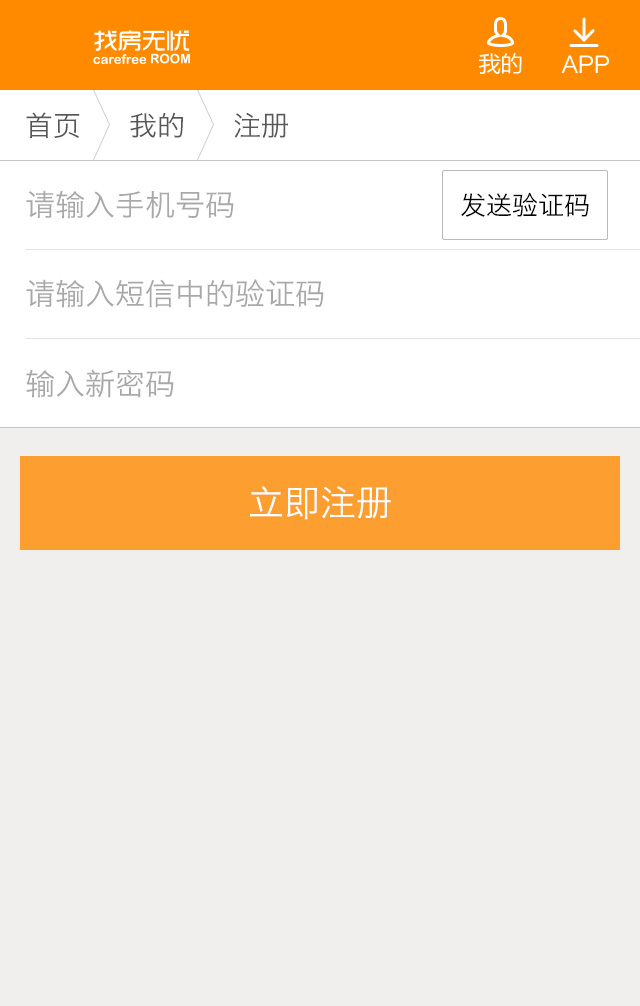 找房无忧
carefree ROOM
我的
APP
首页
我的
注册
请输入手机号码
发送验证码
请输入短信中的验证码
输入新密码
立即注册